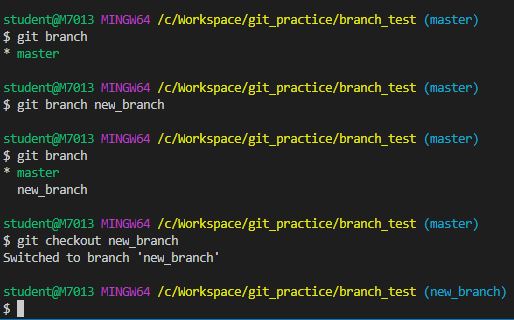 student@M7013 MINGW64 /c/Workspace/git_practice/branch_test (master)
$ git branch
* master
student@M7013 MINGW64 /c/Workspace/git_practice/branch_test (master)
$ git branch new_branch
student@M7013 MINGW64 /c/Workspace/git_practice/branch_test (master)
$ git branch
* master
  new_branch
student@M7013 MINGW64 /c/Workspace/git_practice/branch_test (master)
$ git checkout new_branch
Switched to branch 'new_branch'
student@M7013 MINGW64 /c/Workspace/git_practice/branch_test (new_branch)
$